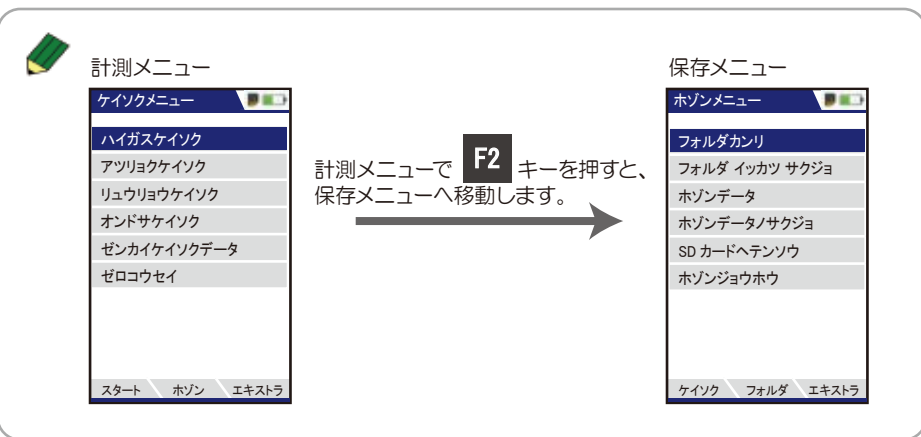 計測メニュー
ケイソクメニュー
ハイガスケイソク
アツリョクケイソク
リュウリョウケイソク
オンドサケイソク
ゼンカイケイソクデータ
ゼロコウセイ
スタート ホゾン エキストラ
計測メニューで F2 キーを押すと、
保存メニューへ移動します。
保存メニュー
ホゾンメニュー
フォルダカンリ
フォルダ イッカツ サクジョ
ホゾンデータ
ホゾンデータノサクジョ
SD カードヘテンソウ
ホゾンジョウホウ
ケイソク フォルダ エキストラ